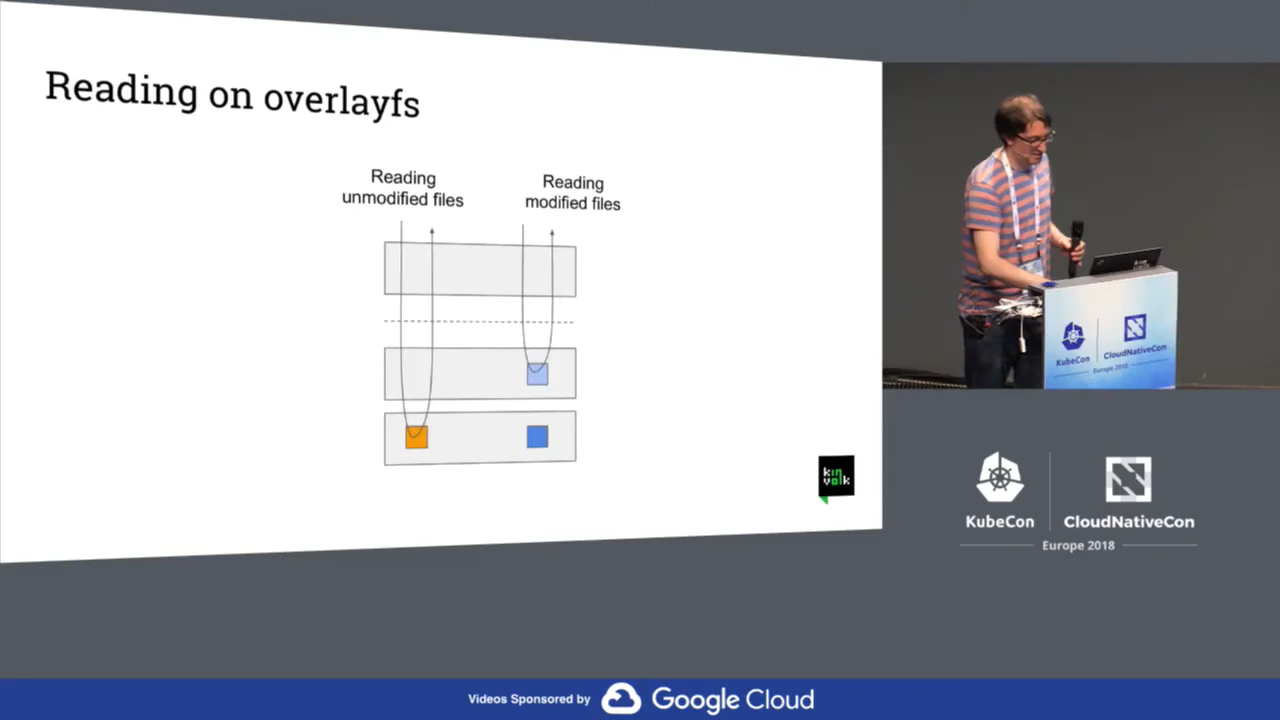 Reading on overlayfs
Reading
unmodified files
Reading
modified files
kin
volk
KubeCon
CloudNativeCon
Europe 2018
KubeCon
CloudNativeCon
Europe 2018
Videos Sponsored by
Google Cloud